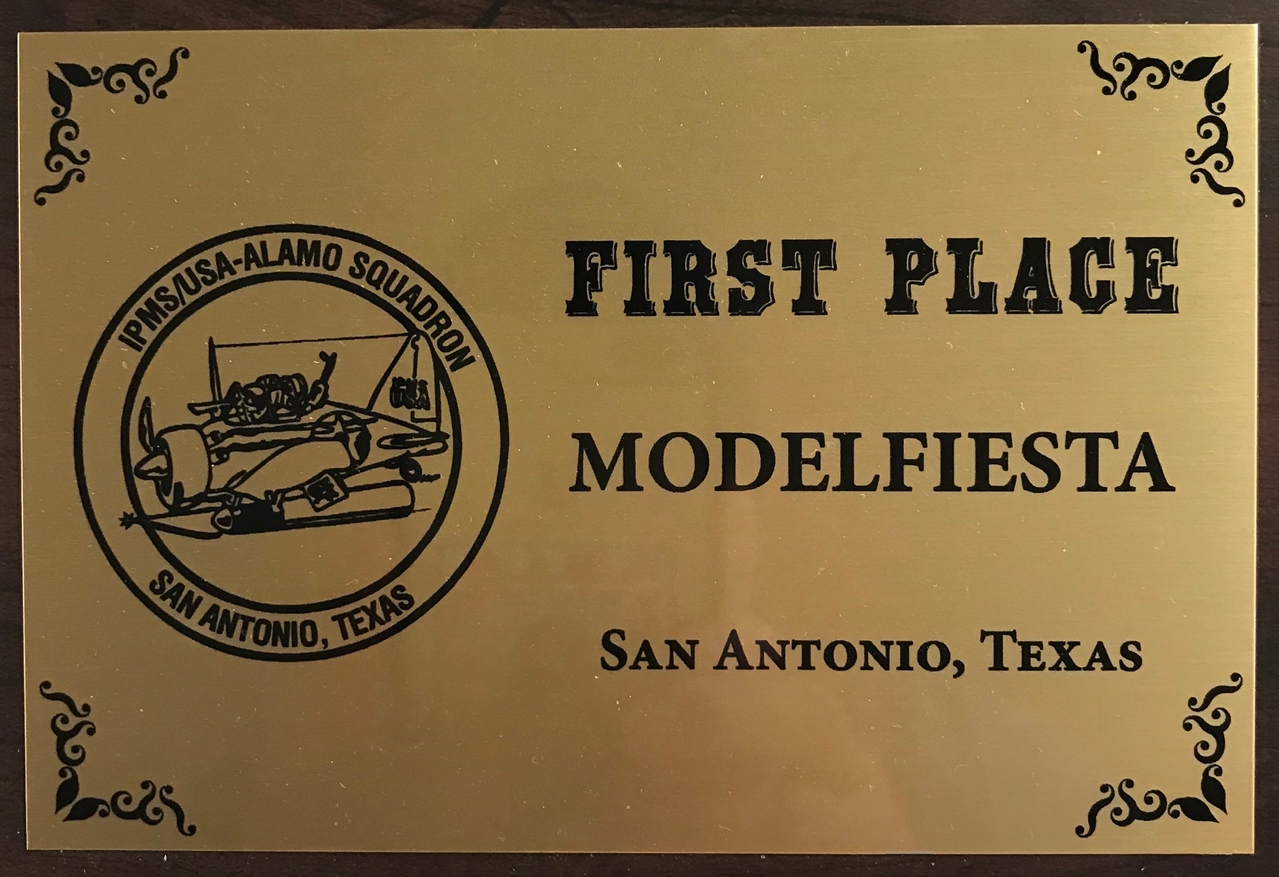 IPMS/USA-ALAMO SQUADRON
USA
SAN ANTONIO, TEXAS
FIRST PLACE
MODELFIESTA
SAN ANTONIO, TEXAS